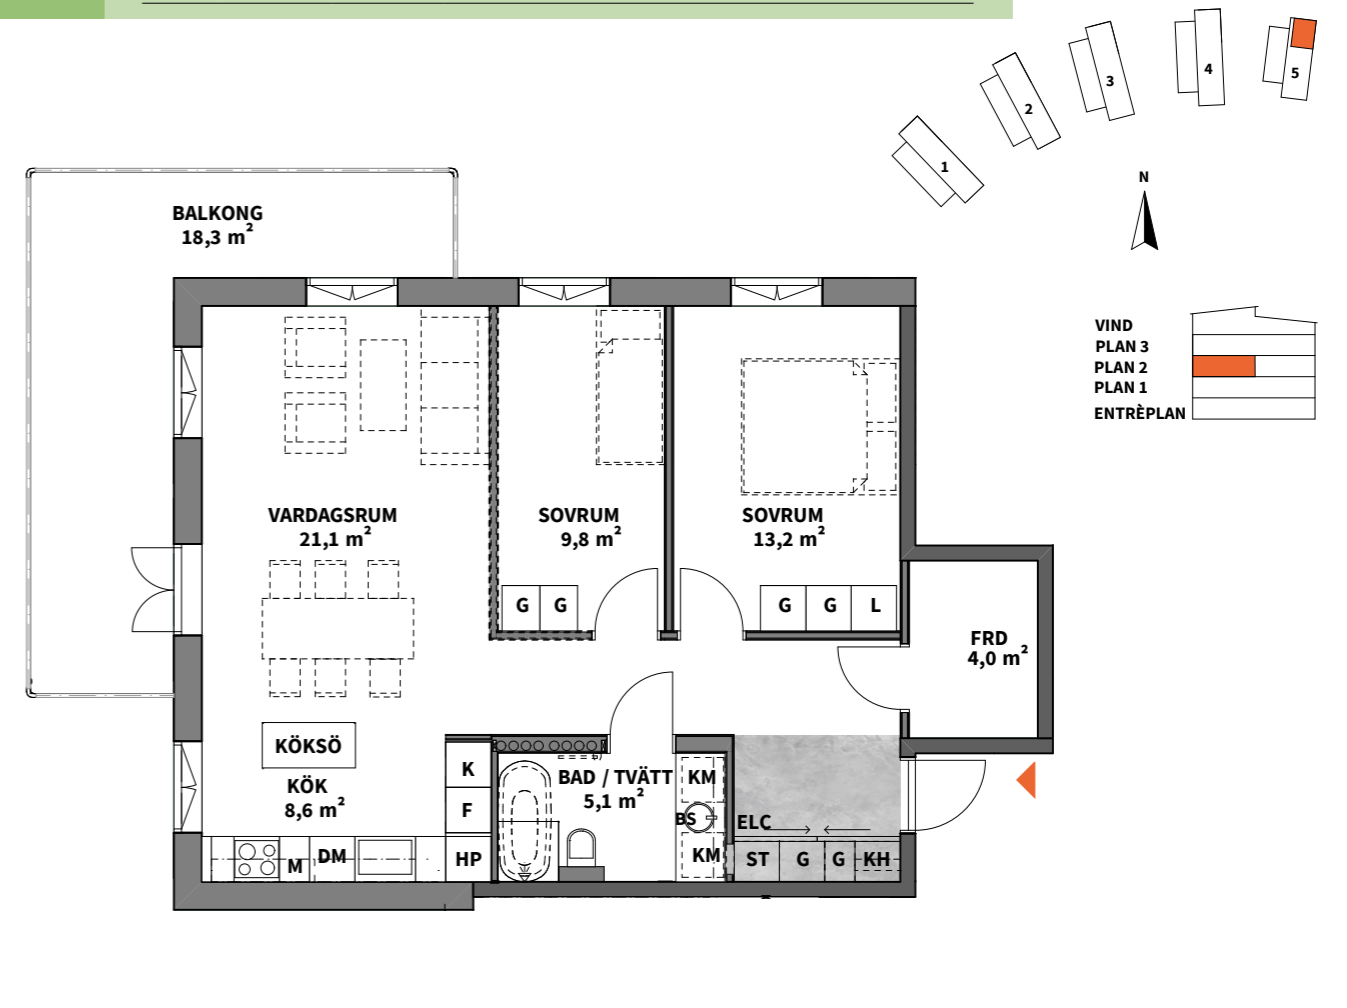 1
2
3
4
5
N
BALKONG
18,3 m²
VIND
PLAN 3
PLAN 2
PLAN 1
ENTRÈPLAN
VARDAGSRUM
21,1 m²
SOVRUM
9,8 m²
SOVRUM
13,2 m²
G G
G G L
FRD
4,0 m²
KÖKSÖ
KÖK
8,6 m²
K
F
HP
M
DM
BAD / TVÄTT
5,1 m²
KM
BS
KM
ELC
ST G G KH